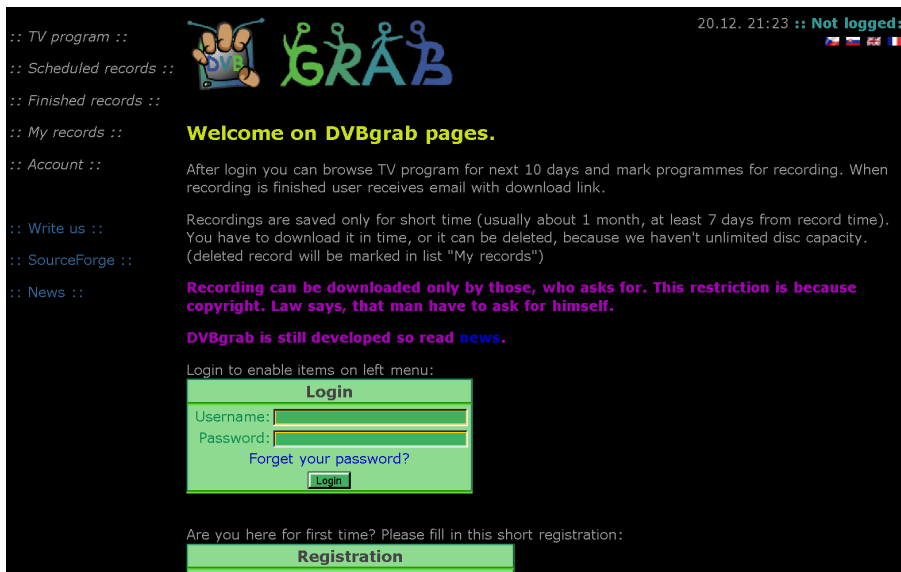 20.12. 21:23 :: Not logged:
:: TV program ::
:: Scheduled records ::
:: Finished records ::
:: My records ::
:: Account ::
:: Write us ::
:: SourceForge ::
:: News ::
DVB
GRAB
Welcome on DVBgrab pages.
After login you can browse TV program for next 10 days and mark programmes for recording. When
recording is finished user receives email with download link.
Recordings are saved only for short time (usually about 1 month, at least 7 days from record time).
You have to download it in time, or it can be deleted, because we haven't unlimited disc capacity.
(deleted record will be marked in list "My records")
Recording can be downloaded only by those, who asks for. This restriction is because
copyright. Law says, that man have to ask for himself.
DVBgrab is still developed so read news.
Login to enable items on left menu:
Login
Username:
Password:
Forget your password?
Login
Are you here for first time? Please fill in this short registration:
Registration